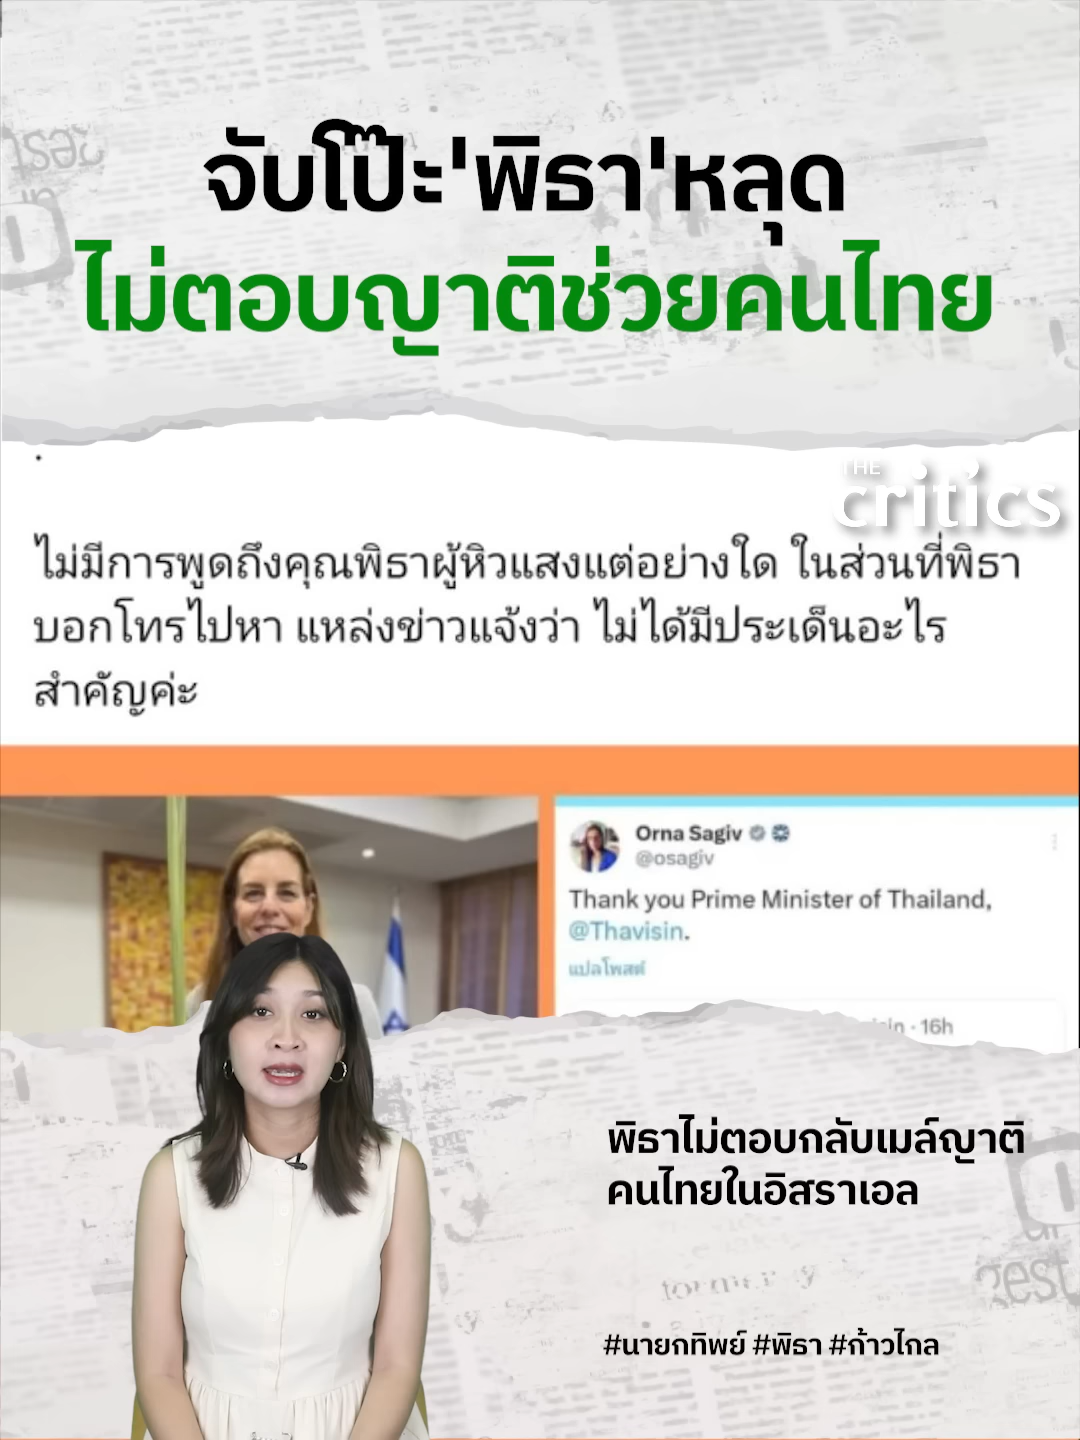 จับโป๊ะ'พิธา'หลุด
ไม่ตอบญาติช่วยคนไทย
THE
critics
ไม่มีการพูดถึงคุณพิธาผู้หิวแสงแต่อย่างใด ในส่วนที่พิธา
บอกโทรไปหา แหล่งข่าวแจ้งว่า ไม่ได้มีประเด็นอะไร
สำคัญค่ะ
Orna Sagiv
@osagiv
Thank you Prime Minister of Thailand,
@Thavisin.
แปลโพสต์
· 16h
พิธาไม่ตอบกลับเมล์ญาติ
คนไทยในอิสราเอล
#นายกทิพย์ #พิธา #ก้าวไกล